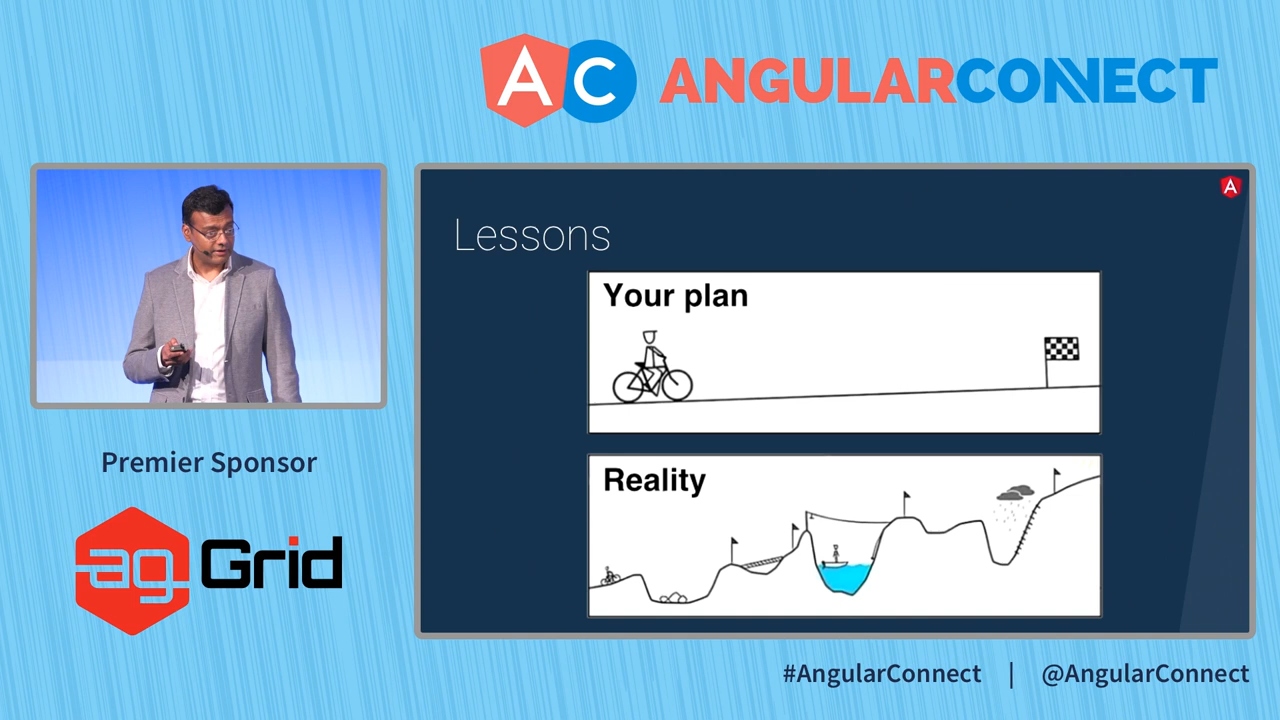 AC ANGULARCONNECT
A
Lessons
Your plan
Reality
Premier Sponsor
ag Grid
#AngularConnect | @AngularConnect